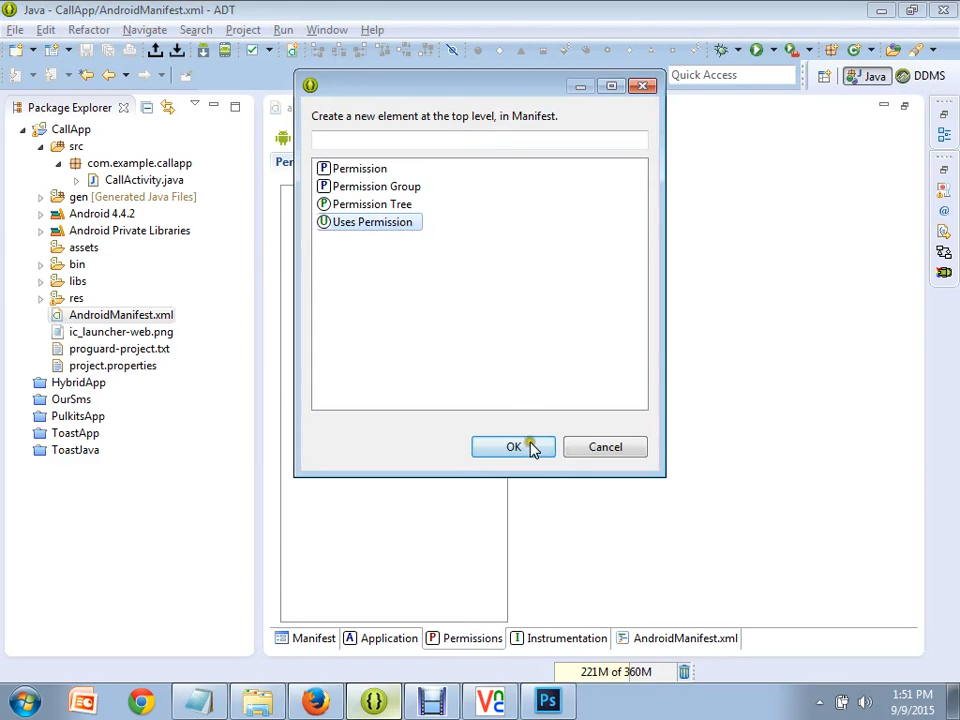 Java - CallApp/AndroidManifest.xml - ADT
File Edit Refactor Navigate Search Project Run Window Help
Quick Access
Java
DDMS
Package Explorer
CallApp
src
com.example.callapp
CallActivity.java
gen [Generated Java Files]
Android 4.4.2
Android Private Libraries
assets
bin
libs
res
AndroidManifest.xml
ic_launcher-web.png
proguard-project.txt
project.properties
HybridApp
OurSms
PulkitsApp
ToastApp
ToastJava
a
Per
Create a new element at the top level, in Manifest.
P Permission
P Permission Group
P Permission Tree
U Uses Permission
OK
Cancel
Manifest
A Application
P Permissions
I Instrumentation
AndroidManifest.xml
221M of 360M
1:51 PM
9/9/2015